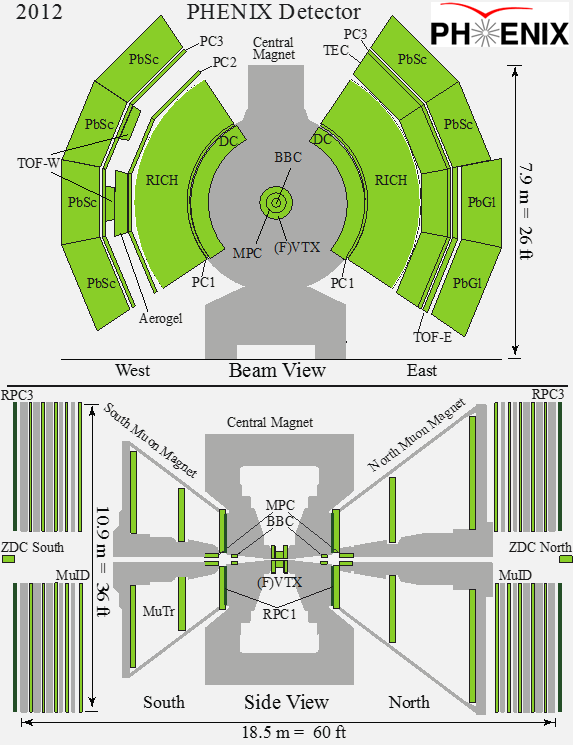 2012
PHENIX Detector
PHENIX
PC3
PC2
Central
Magnet
PC3
TEC
PbSc
PbSc
PbSc
PbSc
PbSc
PbSc
TOF-W
RICH
DC
BBC
DC
RICH
PbGl
PbGl
MPC
(F)VTX
7.9 m = 26 ft
PC1
PC1
Aerogel
TOF-E
West
Beam View
East
RPC3
South Muon Magnet
Central Magnet
North Muon Magnet
RPC3
10.9 m = 36 ft
MPC
BBC
ZDC South
ZDC North
MuID
(F)VTX
MuID
MuTr
RPC1
South
Side View
North
18.5 m = 60 ft